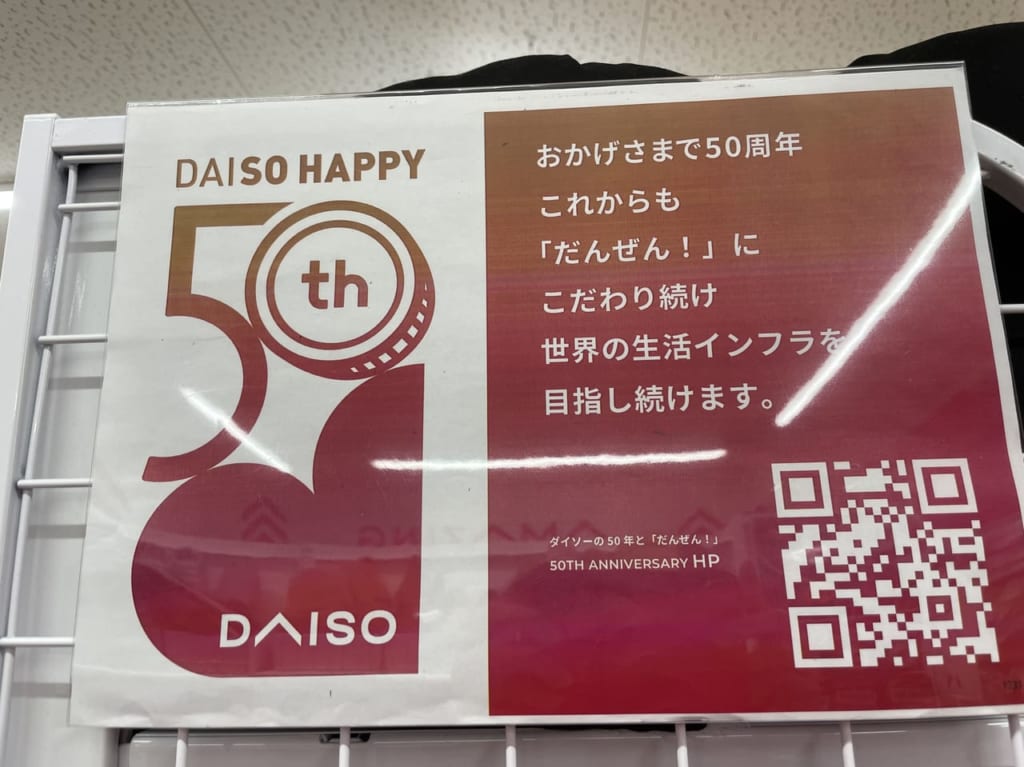 DAISO HAPPY
50th
DAISO
おかげさまで50周年
これからも
「だんぜん！」に
こだわり続け
世界の生活インフラを
目指し続けます。
ダイソーの50年と「だんぜん！」
50TH ANNIVERSARY HP